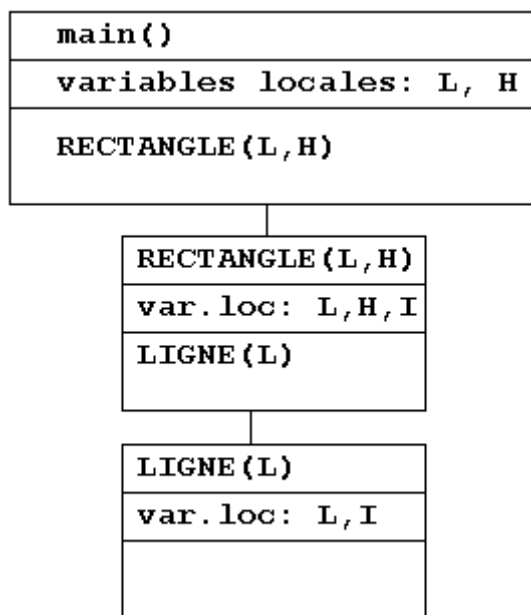 main()
variables locales: L, H
RECTANGLE(L,H)
RECTANGLE(L,H)
var.loc: L,H,I
LIGNE(L)
LIGNE(L)
var.loc: L,I